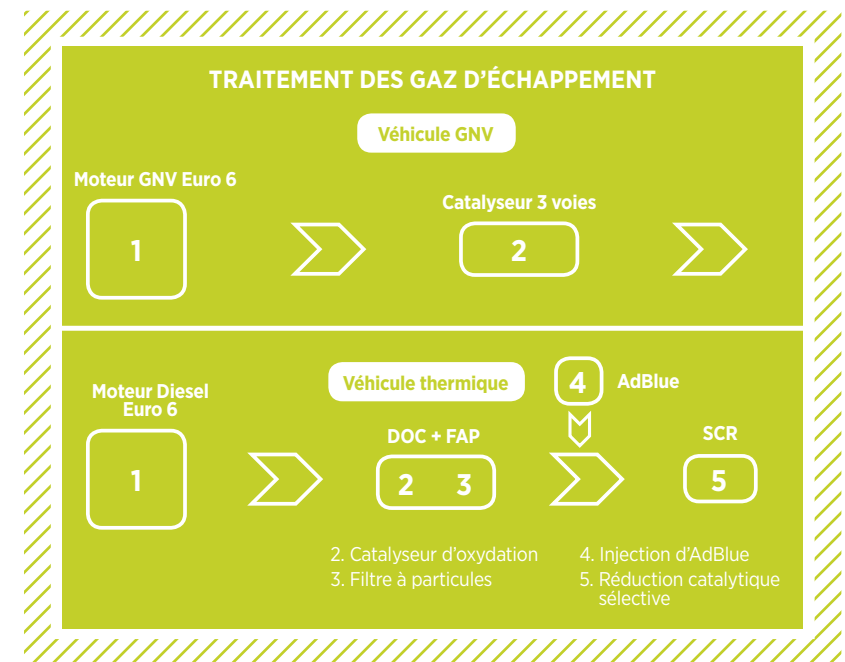 TRAITEMENT DES GAZ D'ÉCHAPPEMENT
Véhicule GNV
Moteur GNV Euro 6
1
Catalyseur 3 voies
2
Véhicule thermique
4
AdBlue
Moteur Diesel
Euro 6
1
DOC + FAP
2 3
SCR
5
2. Catalyseur d'oxydation
3. Filtre à particules
4. Injection d'AdBlue
5. Réduction catalytique
sélective